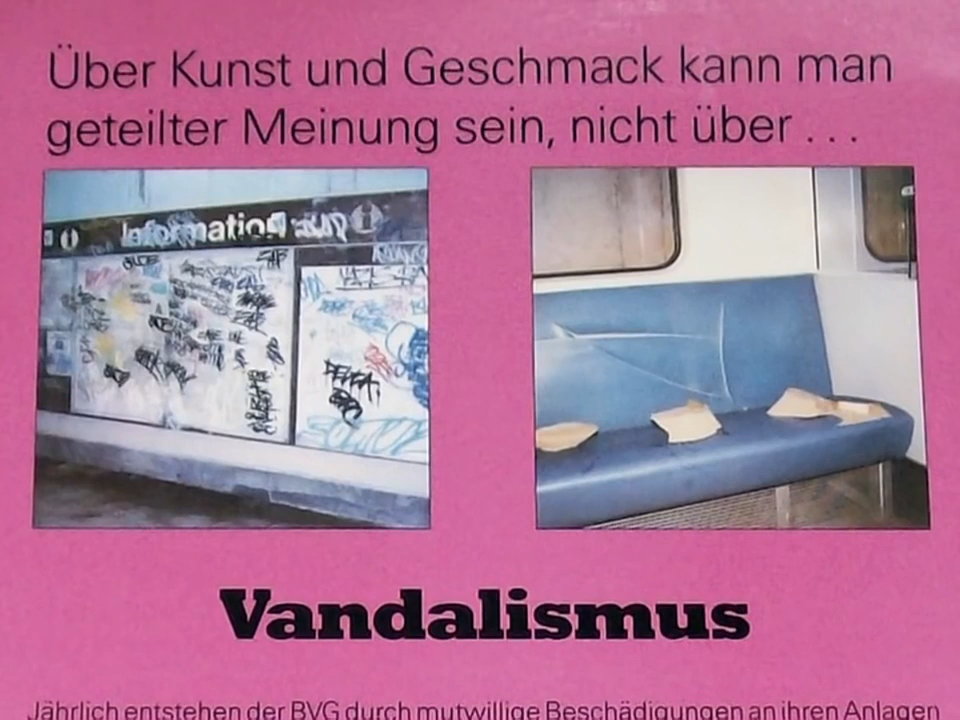 Über Kunst und Geschmack kann man
geteilter Meinung sein, nicht über . . .
Information
Vandalismus
Jährlich entstehen der BVG durch mutwillige Beschädigungen an ihren Anlagen